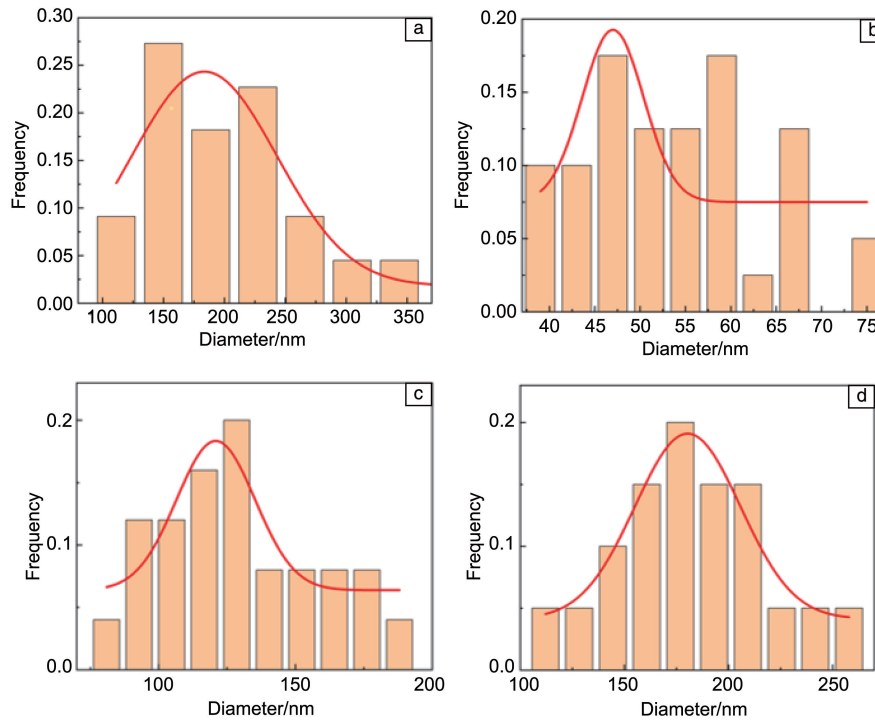 a
0.30
0.25
0.20
0.15
0.10
0.05
0.00
Frequency
100 150 200 250 300 350
Diameter/nm
b
0.20
0.15
0.10
0.05
0.00
Frequency
40 45 50 55 60 65 70 75
Diameter/nm
c
0.2
0.1
0.0
Frequency
100 150 200
Diameter/nm
d
0.2
0.1
0.0
Frequency
100 150 200 250
Diameter/nm